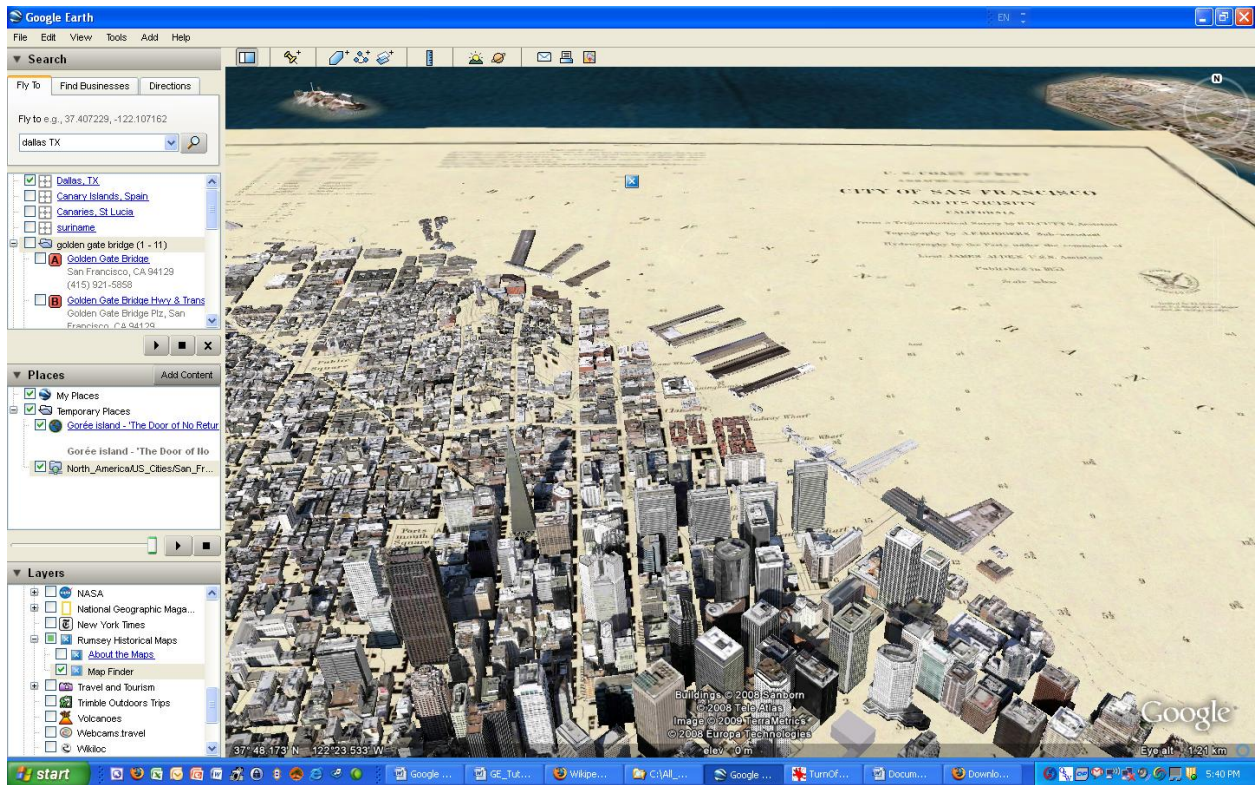 Google Earth
EN
File Edit View Tools Add Help
Search
Fly To Find Businesses Directions
Fly to e.g., 37.407229, -122.107162
dallas TX
Dallas, TX
Canary Islands, Spain
Canaries, St Lucia
suriname
golden gate bridge (1 - 11)
A Golden Gate Bridge
San Francisco, CA 94129
(415) 921-5858
B Golden Gate Bridge Hwy & Trans
Golden Gate Bridge Plz, San
Francisco, CA 94129
Places Add Content
My Places
Temporary Places
Gorée island - 'The Door of No Retur
Gorée island - 'The Door of No
North_America/US_Cities/San_Fr...
Layers
NASA
National Geographic Maga...
New York Times
Rumsey Historical Maps
About the Maps
Map Finder
Travel and Tourism
Trimble Outdoors Trips
Volcanoes
Webcams.travel
Wikiloc
N
CITY OF SAN FRANCISCO
AND ITS VICINITY
CALIFORNIA
Published in 1853
Ports
mouth
Square
Buildings © 2008 Sanborn
© 2008 Tele Atlas
Image © 2009 TerraMetrics
© 2008 Europa Technologies
Google
37° 48.173' N 122°23.533' W elev 0 m Eye alt 1.21 km
start Google ... GE_Tut... Wikipe... C:\All_... Google ... TurnOf... Docum... Downlo... 5:40 PM